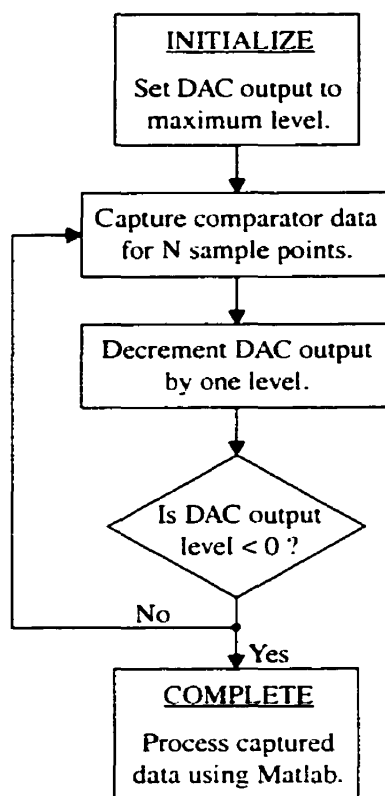 INITIALIZE
Set DAC output to
maximum level.
Capture comparator data
for N sample points.
Decrement DAC output
by one level.
Is DAC output
level < 0 ?
No
Yes
COMPLETE
Process captured
data using Matlab.